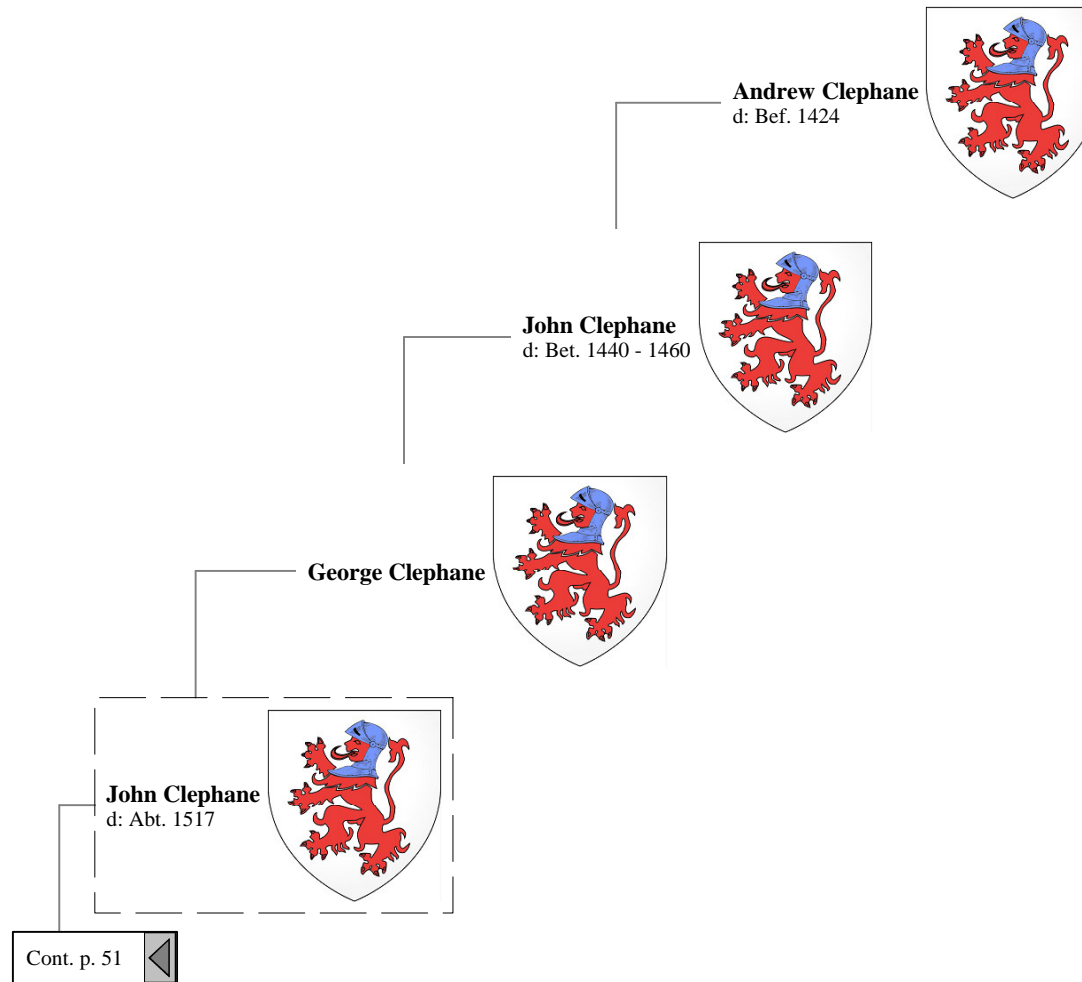 Andrew Clephane
d: Bef. 1424
John Clephane
d: Bet. 1440 - 1460
George Clephane
John Clephane
d: Abt. 1517
Cont. p. 51